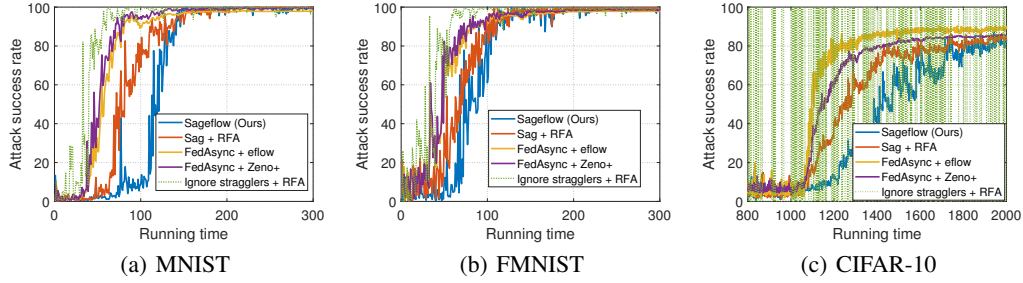 Attack success rate
100
80
60
40
20
0
Sageflow (Ours)
Sag + RFA
FedAsync + eflow
FedAsync + Zeno+
Ignore stragglers + RFA
0 100 200 300
Running time
(a) MNIST
Attack success rate
100
80
60
40
20
0
Sageflow (Ours)
Sag + RFA
FedAsync + eflow
FedAsync + Zeno+
Ignore stragglers + RFA
0 100 200 300
Running time
(b) FMNIST
Attack success rate
100
80
60
40
20
0
Sageflow (Ours)
Sag + RFA
FedAsync + eflow
FedAsync + Zeno+
Ignore stragglers + RFA
800 1000 1200 1400 1600 1800 2000
Running time
(c) CIFAR-10